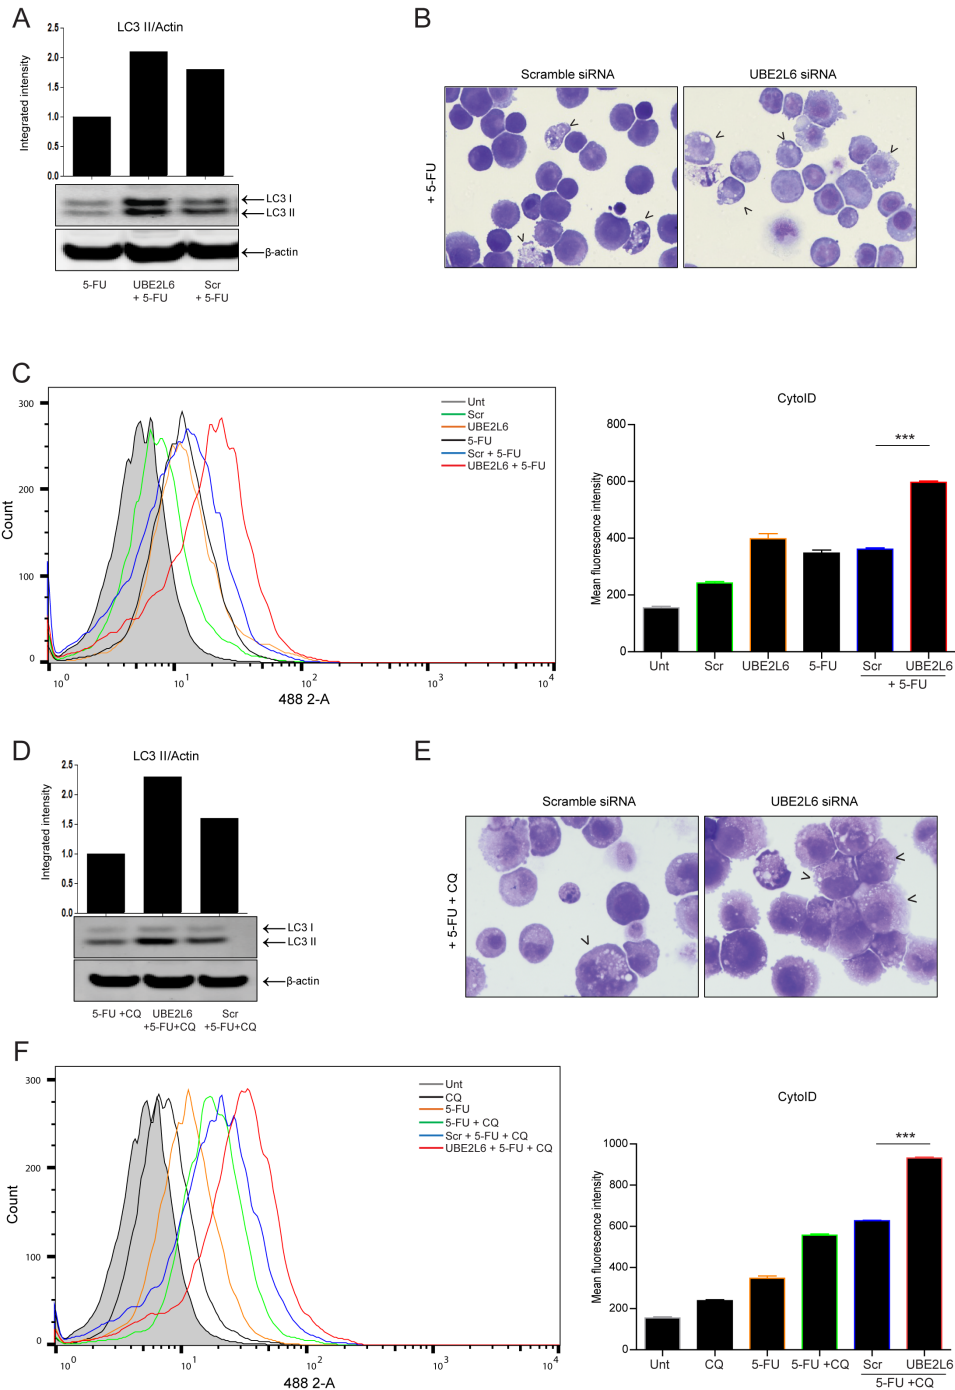 A
LC3 II/Actin
Integrated intensity
2.5
2.0
1.5
1.0
0.5
0.0
LC3 I
LC3 II
β-actin
5-FU
UBE2L6
+ 5-FU
Scr
+ 5-FU
B
Scramble siRNA
UBE2L6 siRNA
+ 5-FU
C
300
200
100
0
Count
10^0
10^1
10^2
10^3
10^4
488 2-A
Unt
Scr
UBE2L6
5-FU
Scr + 5-FU
UBE2L6 + 5-FU
CytoID
Mean fluorescence intensity
800
600
400
200
0
***
Unt
Scr
UBE2L6
5-FU
Scr
UBE2L6
+ 5-FU
D
LC3 II/Actin
Integrated intensity
2.5
2.0
1.5
1.0
0.5
0.0
LC3 I
LC3 II
β-actin
5-FU +CQ
UBE2L6
+5-FU+CQ
Scr
+5-FU+CQ
E
Scramble siRNA
UBE2L6 siRNA
+ 5-FU + CQ
F
300
200
100
0
Count
10^0
10^1
10^2
10^3
10^4
488 2-A
Unt
CQ
5-FU
5-FU + CQ
Scr + 5-FU + CQ
UBE2L6 + 5-FU + CQ
CytoID
Mean fluorescence intensity
1000
800
600
400
200
0
***
Unt
CQ
5-FU
5-FU +CQ
Scr
UBE2L6
5-FU +CQ